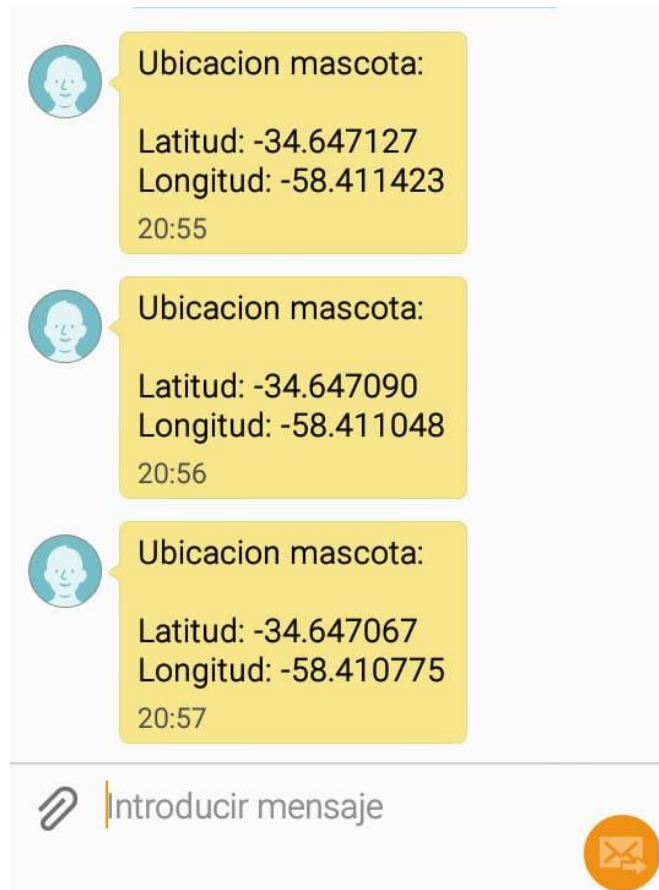 Ubicacion mascota:
Latitud: -34.647127
Longitud: -58.411423
20:55
Ubicacion mascota:
Latitud: -34.647090
Longitud: -58.411048
20:56
Ubicacion mascota:
Latitud: -34.647067
Longitud: -58.410775
20:57
Introducir mensaje